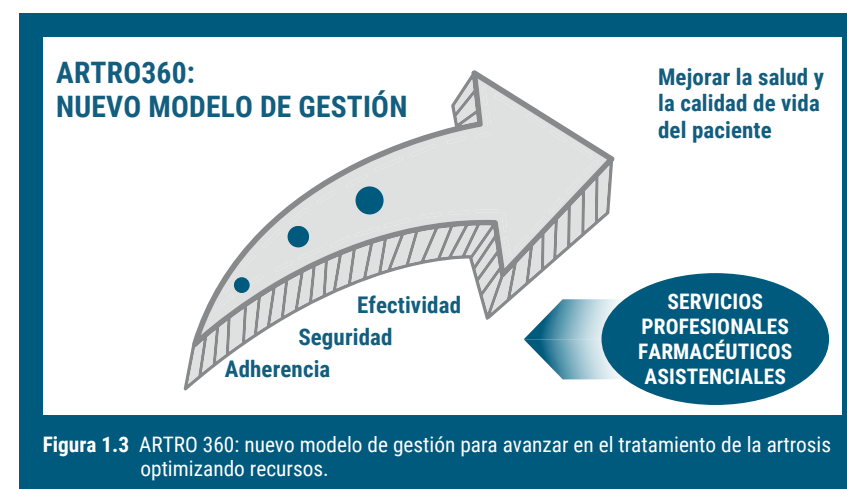 ARTRO360:
NUEVO MODELO DE GESTIÓN
Mejorar la salud y
la calidad de vida
del paciente
Efectividad
Seguridad
Adherencia
SERVICIOS
PROFESIONALES
FARMACÉUTICOS
ASISTENCIALES
Figura 1.3 ARTRO 360: nuevo modelo de gestión para avanzar en el tratamiento de la artrosis
optimizando recursos.